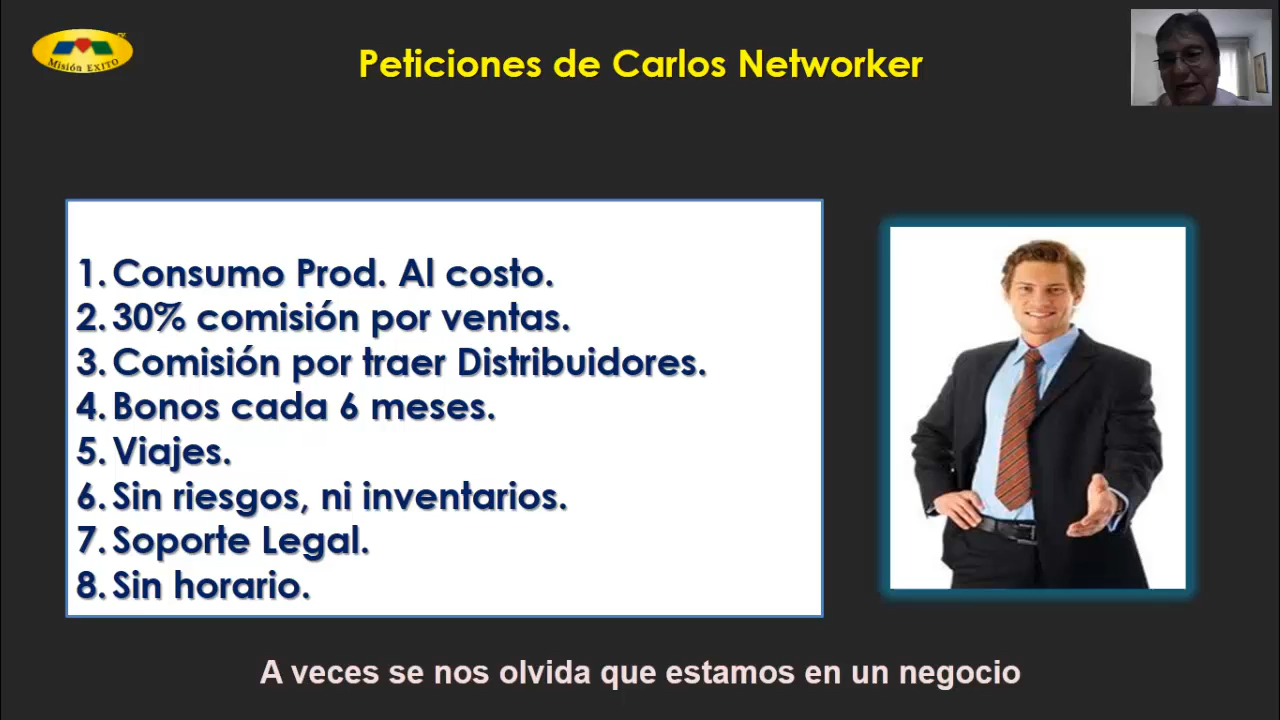 Misión EXITO
Peticiones de Carlos Networker
1. Consumo Prod. Al costo.
2. 30% comisión por ventas.
3. Comisión por traer Distribuidores.
4. Bonos cada 6 meses.
5. Viajes.
6. Sin riesgos, ni inventarios.
7. Soporte Legal.
8. Sin horario.
A veces se nos olvida que estamos en un negocio